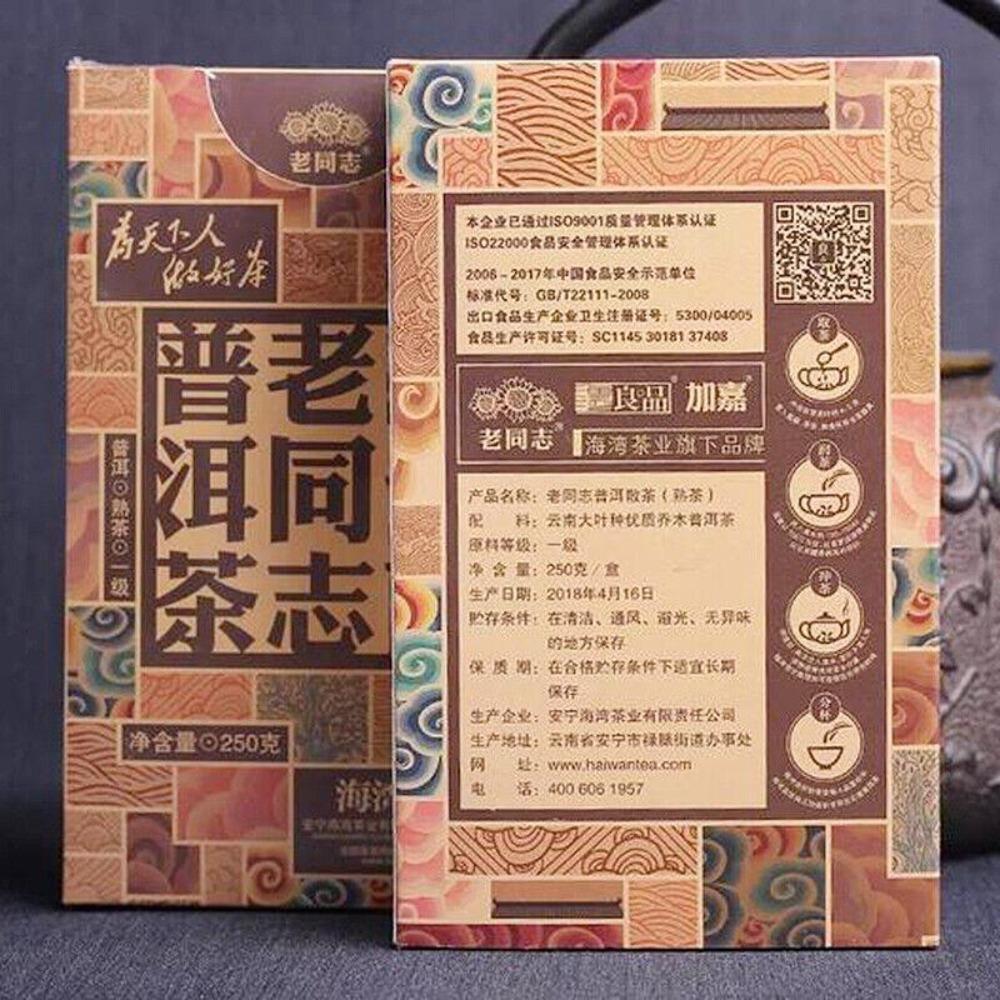 老同志
为天下人
做好茶
老同志
普洱茶
普洱⊙熟茶⊙一级
净含量⊙250克
海湾
本企业已通过ISO9001质量管理体系认证
ISO22000食品安全管理体系认证
2006-2017年中国食品安全示范单位
标准代号：GB/T22111-2008
出口食品生产企业卫生注册证号：5300/04005
食品生产许可证号：SC1145 30181 37408
老同志®
良品® 加嘉®
海湾茶业旗下品牌
产品名称：老同志普洱散茶（熟茶）
配 料：云南大叶种优质乔木普洱茶
原料等级：一级
净 含 量：250克／盒
生产日期：2018年4月16日
贮存条件：在清洁、通风、避光、无异味
的地方保存
保 质 期：在合格贮存条件下适宜长期
保存
生产企业：安宁海湾茶业有限责任公司
生产地址：云南省安宁市禄脿街道办事处
网 址：www.haiwantea.com
电 话：400 606 1957
取茶
润茶
冲茶
分杯